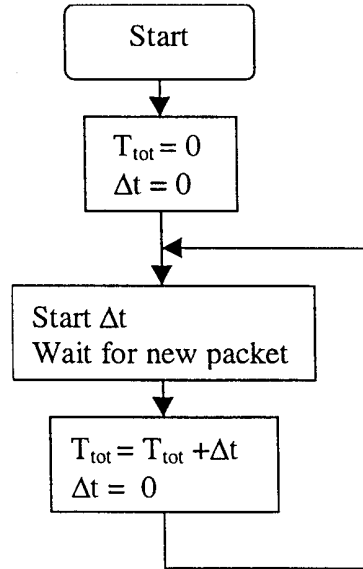 Start
T_tot = 0
Δt = 0
Start Δt
Wait for new packet
T_tot = T_tot +Δt
Δt = 0